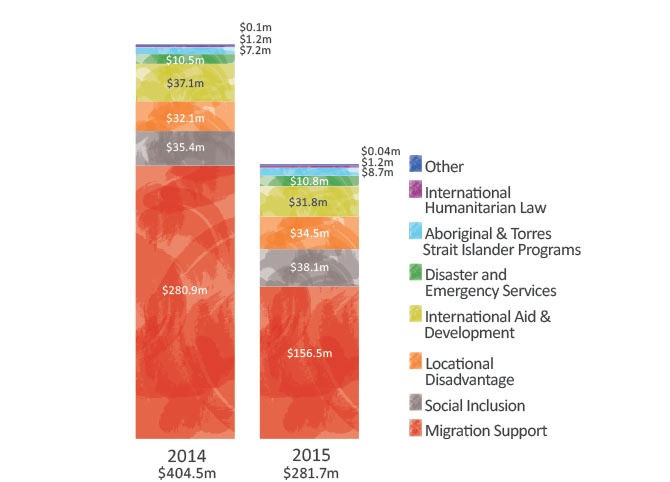 $0.1m
$1.2m
$7.2m
$10.5m
$37.1m
$32.1m
$35.4m
$280.9m
2014
$404.5m
$0.04m
$1.2m
$8.7m
$10.8m
$31.8m
$34.5m
$38.1m
$156.5m
2015
$281.7m
Other
International
Humanitarian Law
Aboriginal & Torres
Strait Islander Programs
Disaster and
Emergency Services
International Aid &
Development
Locational
Disadvantage
Social Inclusion
Migration Support